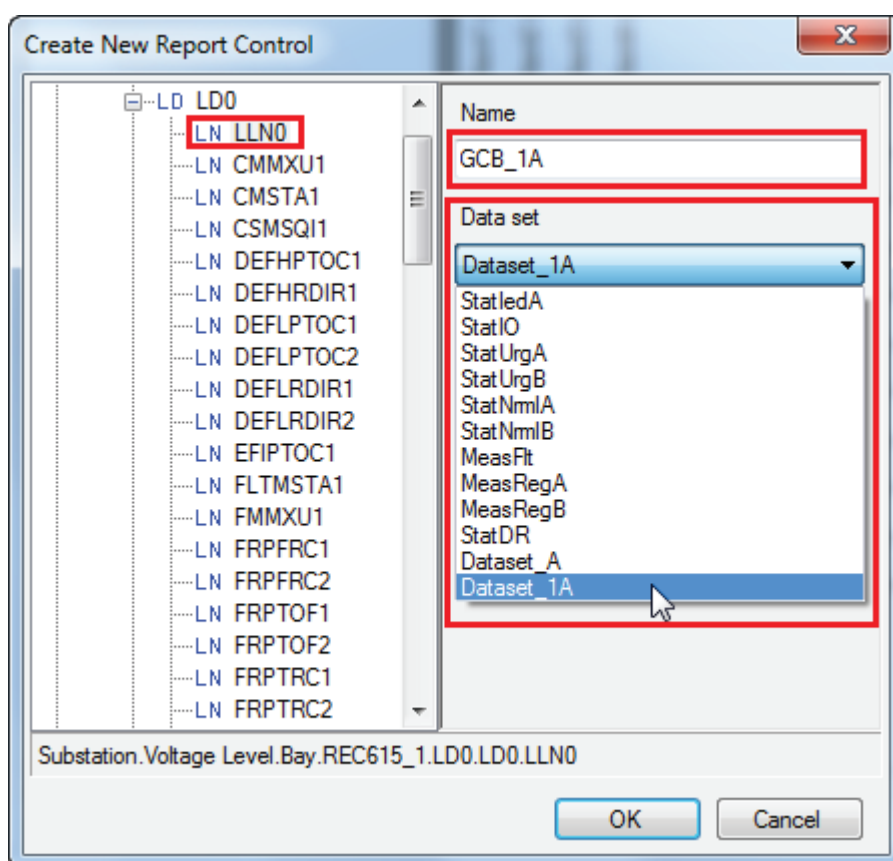 Create New Report Control
LD LD0
LN LLN0
LN CMMXU1
LN CMSTA1
LN CSMSQI1
LN DEFHPTOC1
LN DEFHRDIR1
LN DEFLPTOC1
LN DEFLPTOC2
LN DEFLRDIR1
LN DEFLRDIR2
LN EFIPTOC1
LN FLTMSTA1
LN FMMXU1
LN FRPFRC1
LN FRPFRC2
LN FRPTOF1
LN FRPTOF2
LN FRPTRC1
LN FRPTRC2
Name
GCB_1A
Data set
Dataset_1A
StatledA
StatIO
StatUrgA
StatUrgB
StatNrmlA
StatNrmlB
MeasFlt
MeasRegA
MeasRegB
StatDR
Dataset_A
Dataset_1A
Substation.Voltage Level.Bay.REC615_1.LD0.LD0.LLN0
OK
Cancel